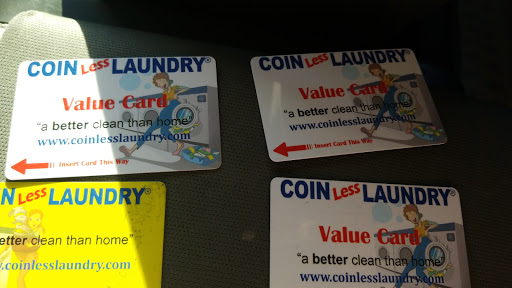 COIN Less LAUNDRY®
Value Card
"a better clean than home"
www.coinlesslaundry.com
Insert Card This Way
COIN Less LAUNDRY®
Value Card
"a better clean than home"
www.coinlesslaundry.com
Insert Card This Way
N Less LAUNDRY®
etter clean than home"
.coinlesslaundry.com
COIN Less LAUNDRY®
Value Card
"a better clean than home"
www.coinlesslaundry.com